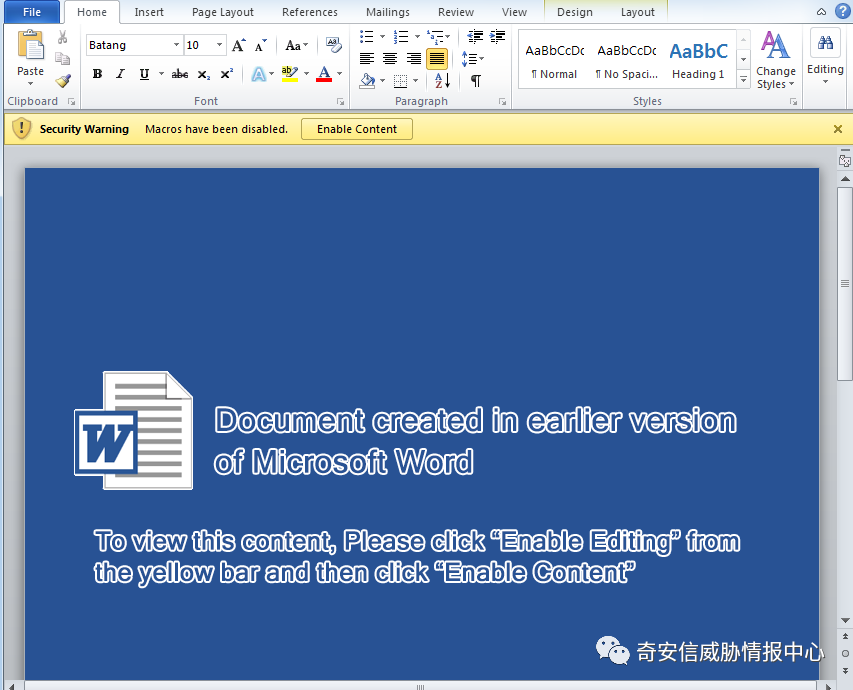 File Home Insert Page Layout References Mailings Review View Design Layout
Batang 10 A A Aa
AaBbCcDc AaBbCcDc AaBbC
Paste Change Styles Editing
B I U abc x₂ x² A ab A
¶ Normal ¶ No Spaci... Heading 1
Clipboard Font Paragraph Styles
Security Warning Macros have been disabled. Enable Content
W
Document created in earlier version
of Microsoft Word
To view this content, Please click “Enable Editing” from
the yellow bar and then click “Enable Content”
奇安信威胁情报中心